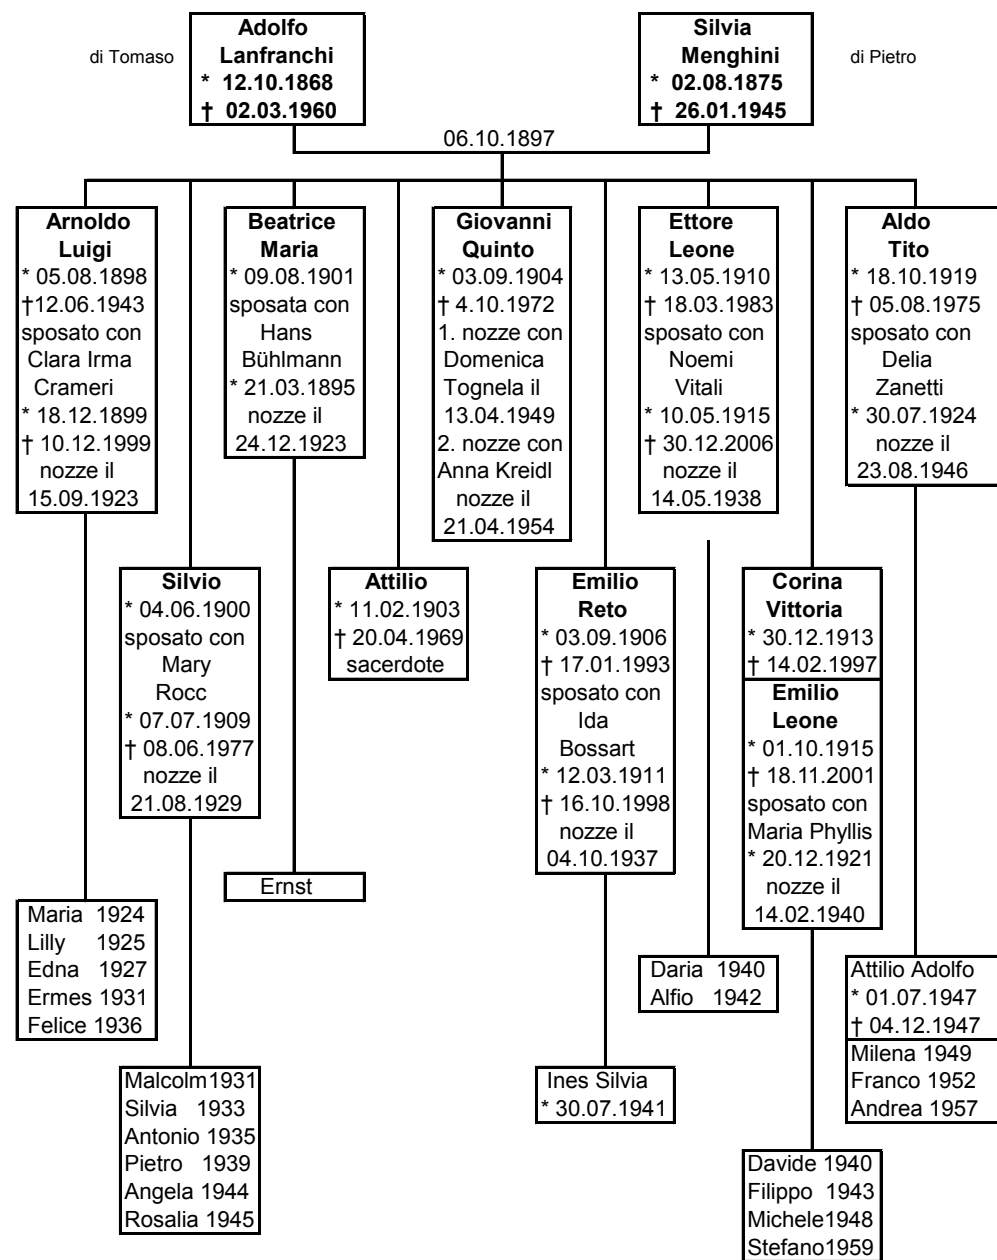 di Tomaso
Adolfo
Lanfranchi
* 12.10.1868
† 02.03.1960
Silvia
Menghini
* 02.08.1875
† 26.01.1945
di Pietro
06.10.1897
Arnoldo
Luigi
* 05.08.1898
†12.06.1943
sposato con
Clara Irma
Crameri
* 18.12.1899
† 10.12.1999
nozze il
15.09.1923
Beatrice
Maria
* 09.08.1901
sposata con
Hans
Bühlmann
* 21.03.1895
nozze il
24.12.1923
Giovanni
Quinto
* 03.09.1904
† 4.10.1972
1. nozze con
Domenica
Tognela il
13.04.1949
2. nozze con
Anna Kreidl
nozze il
21.04.1954
Ettore
Leone
* 13.05.1910
† 18.03.1983
sposato con
Noemi
Vitali
* 10.05.1915
† 30.12.2006
nozze il
14.05.1938
Aldo
Tito
* 18.10.1919
† 05.08.1975
sposato con
Delia
Zanetti
* 30.07.1924
nozze il
23.08.1946
Silvio
* 04.06.1900
sposato con
Mary
Rocc
* 07.07.1909
† 08.06.1977
nozze il
21.08.1929
Attilio
* 11.02.1903
† 20.04.1969
sacerdote
Emilio
Reto
* 03.09.1906
† 17.01.1993
sposato con
Ida
Bossart
* 12.03.1911
† 16.10.1998
nozze il
04.10.1937
Corina
Vittoria
* 30.12.1913
† 14.02.1997
Emilio
Leone
* 01.10.1915
† 18.11.2001
sposato con
Maria Phyllis
* 20.12.1921
nozze il
14.02.1940
Ernst
Maria 1924
Lilly 1925
Edna 1927
Ermes 1931
Felice 1936
Daria 1940
Alfio 1942
Attilio Adolfo
* 01.07.1947
† 04.12.1947
Milena 1949
Franco 1952
Andrea 1957
Malcolm1931
Silvia 1933
Antonio 1935
Pietro 1939
Angela 1944
Rosalia 1945
Ines Silvia
* 30.07.1941
Davide 1940
Filippo 1943
Michele1948
Stefano1959